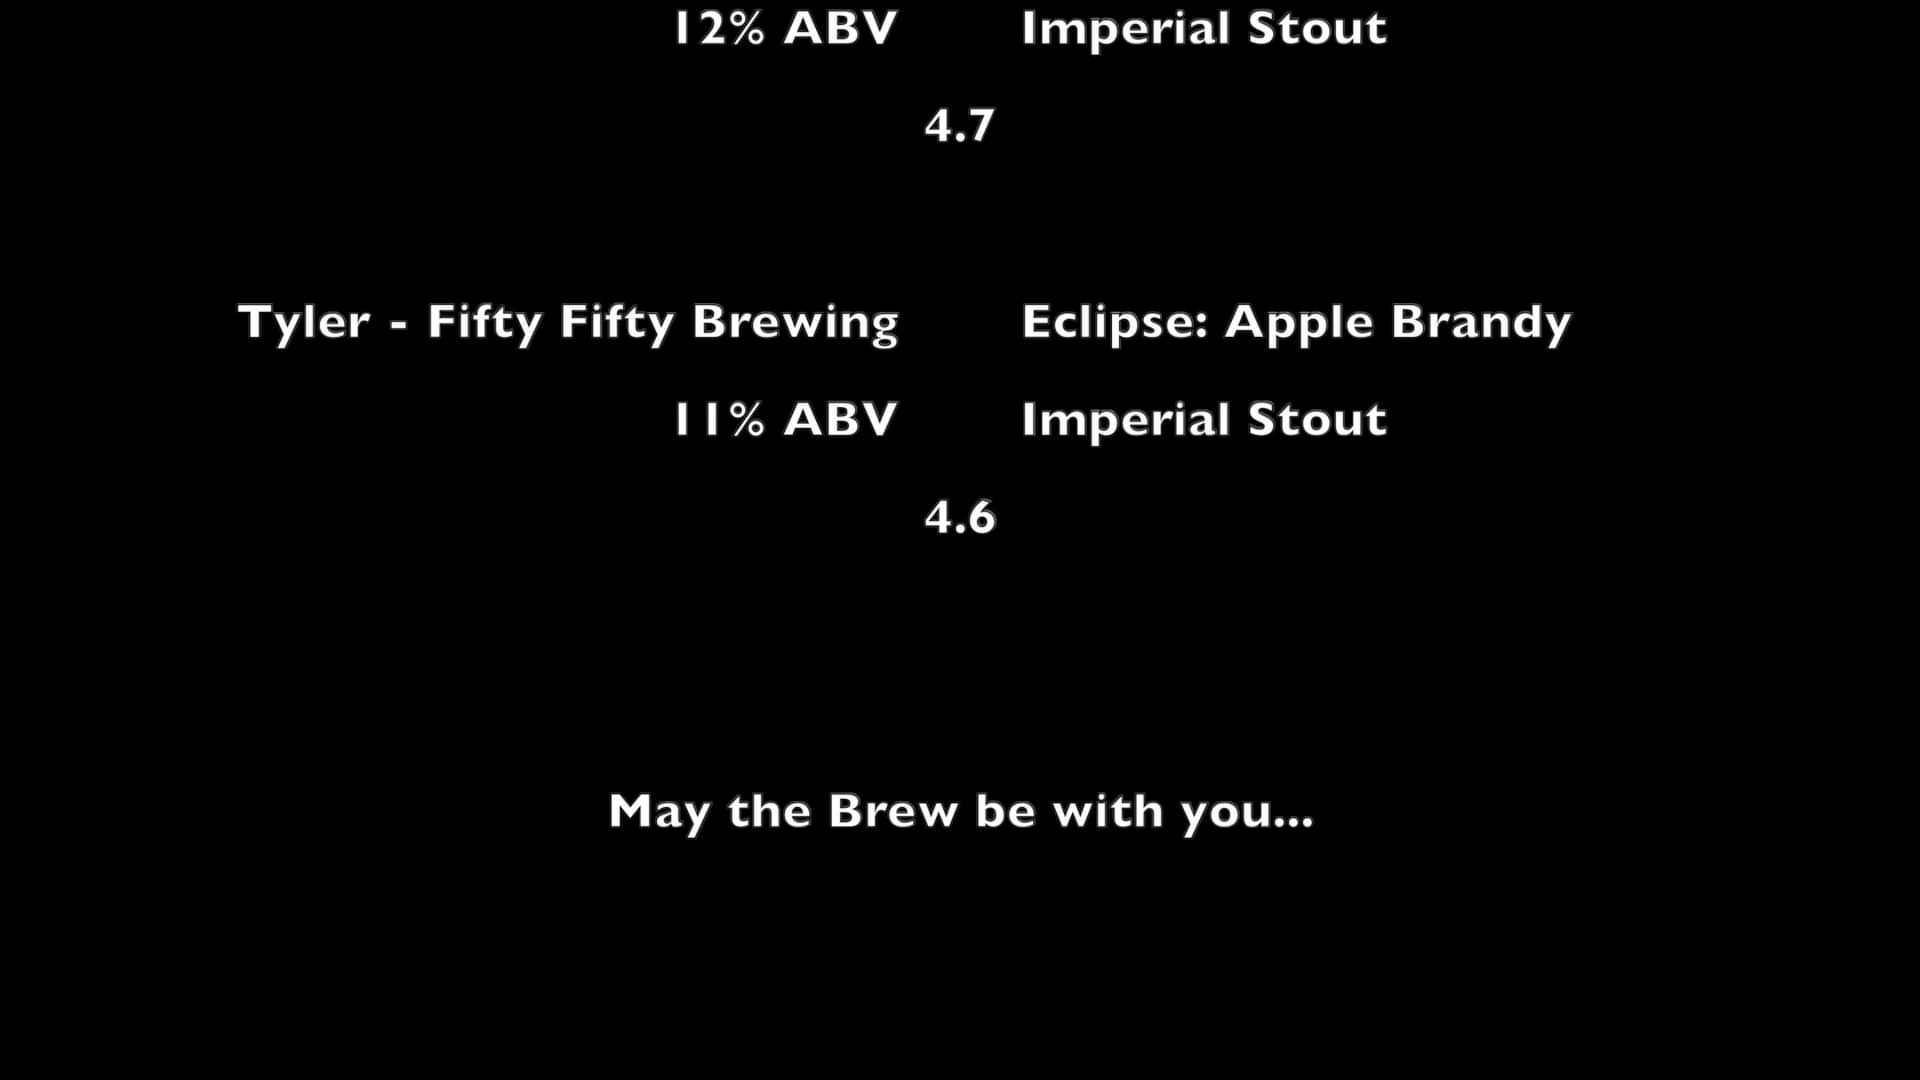 12% ABV Imperial Stout
4.7
Tyler - Fifty Fifty Brewing Eclipse: Apple Brandy
11% ABV Imperial Stout
4.6
May the Brew be with you...